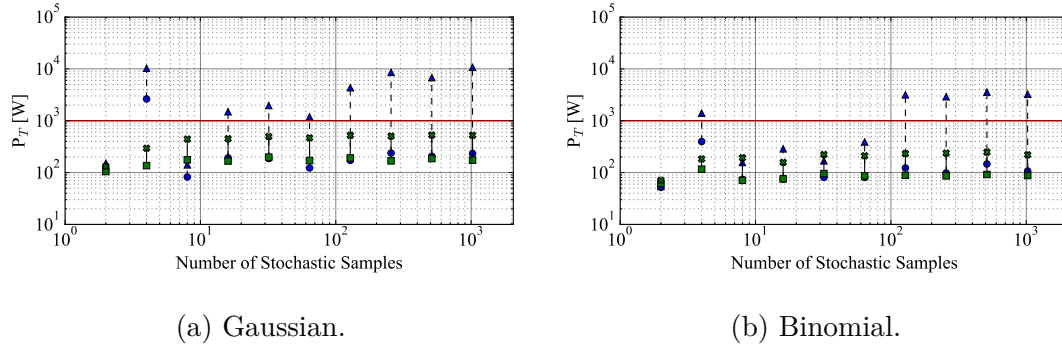 10^5
10^4
10^3
10^2
10^1
P_T [W]
10^0 10^1 10^2 10^3
Number of Stochastic Samples
(a) Gaussian.
10^5
10^4
10^3
10^2
10^1
P_T [W]
10^0 10^1 10^2 10^3
Number of Stochastic Samples
(b) Binomial.